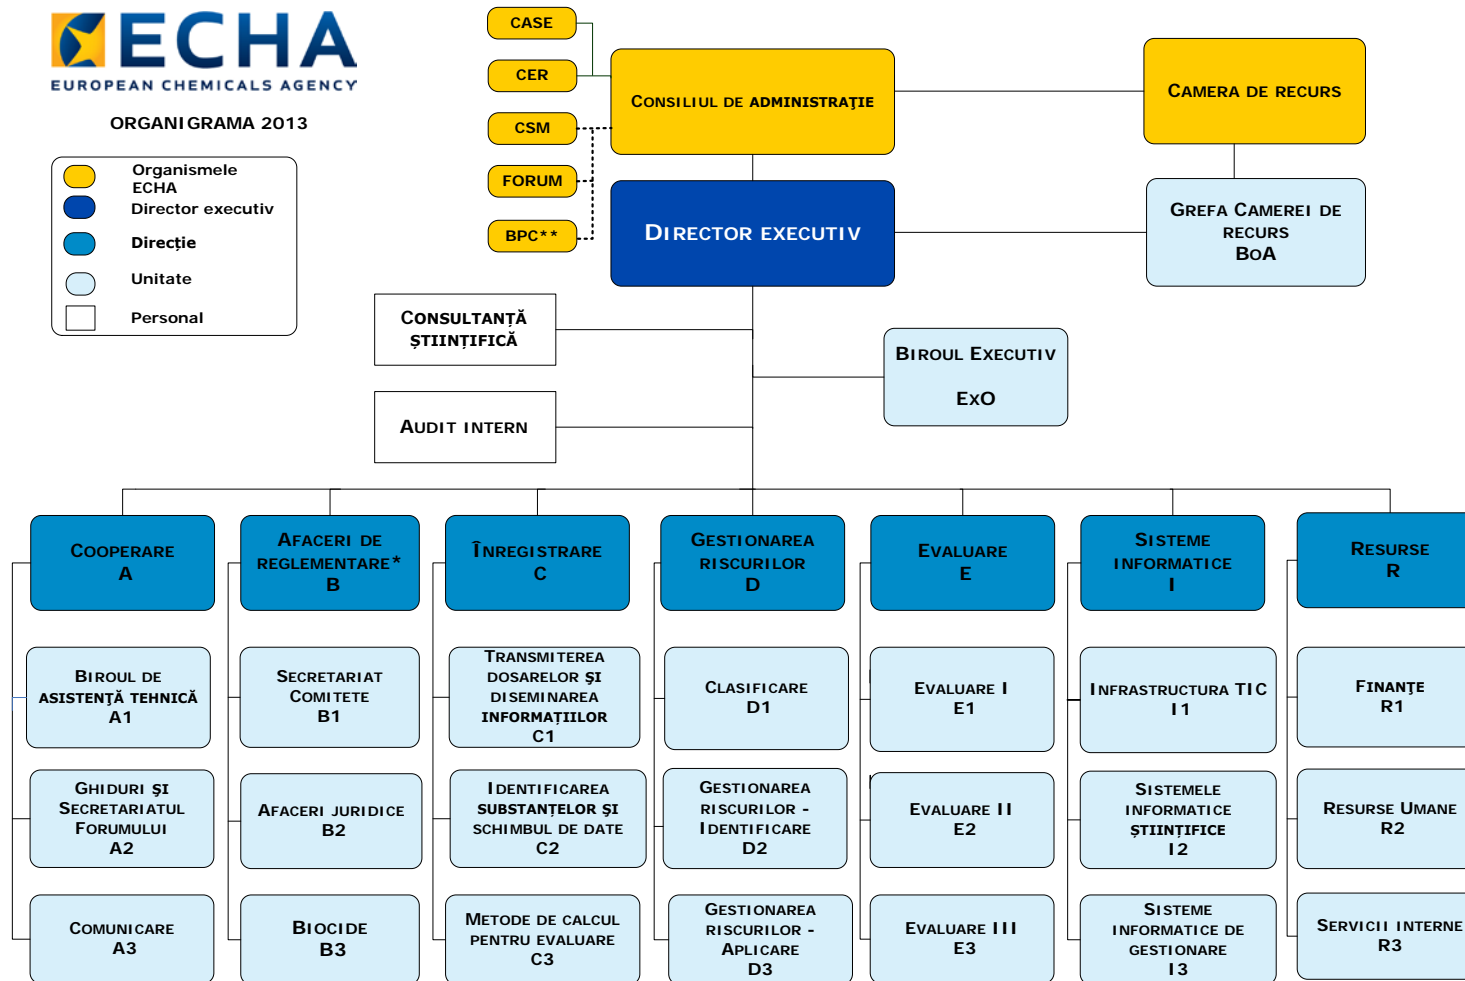 ECHA
EUROPEAN CHEMICALS AGENCY
ORGANIGRAMA 2013
Organismele
ECHA
Director executiv
Direcție
Unitate
Personal
CASE
CER
CSM
FORUM
BPC**
CONSILIUL DE ADMINISTRAŢIE
CAMERA DE RECURS
DIRECTOR EXECUTIV
GREFA CAMEREI DE
RECURS
BOA
CONSULTANȚĂ
ȘTIINȚIFICĂ
BIROUL EXECUTIV
EXO
AUDIT INTERN
COOPERARE
A
AFACERI DE
REGLEMENTARE*
B
ÎNREGISTRARE
C
GESTIONAREA
RISCURILOR
D
EVALUARE
E
SISTEME
INFORMATICE
I
RESURSE
R
BIROUL DE
ASISTENŢĂ TEHNICĂ
A1
SECRETARIAT
COMITETE
B1
TRANSMITEREA
DOSARELOR ŞI
DISEMINAREA
INFORMAȚIILOR
C1
CLASIFICARE
D1
EVALUARE I
E1
INFRASTRUCTURA TIC
I1
FINANŢE
R1
GHIDURI ŞI
SECRETARIATUL
FORUMULUI
A2
AFACERI JURIDICE
B2
IDENTIFICAREA
SUBSTANȚELOR ŞI
SCHIMBUL DE DATE
C2
GESTIONAREA
RISCURILOR -
IDENTIFICARE
D2
EVALUARE II
E2
SISTEMELE
INFORMATICE
ȘTIINȚIFICE
I2
RESURSE UMANE
R2
COMUNICARE
A3
BIOCIDE
B3
METODE DE CALCUL
PENTRU EVALUARE
C3
GESTIONAREA
RISCURILOR -
APLICARE
D3
EVALUARE III
E3
SISTEME
INFORMATICE DE
GESTIONARE
I3
SERVICII INTERNE
R3